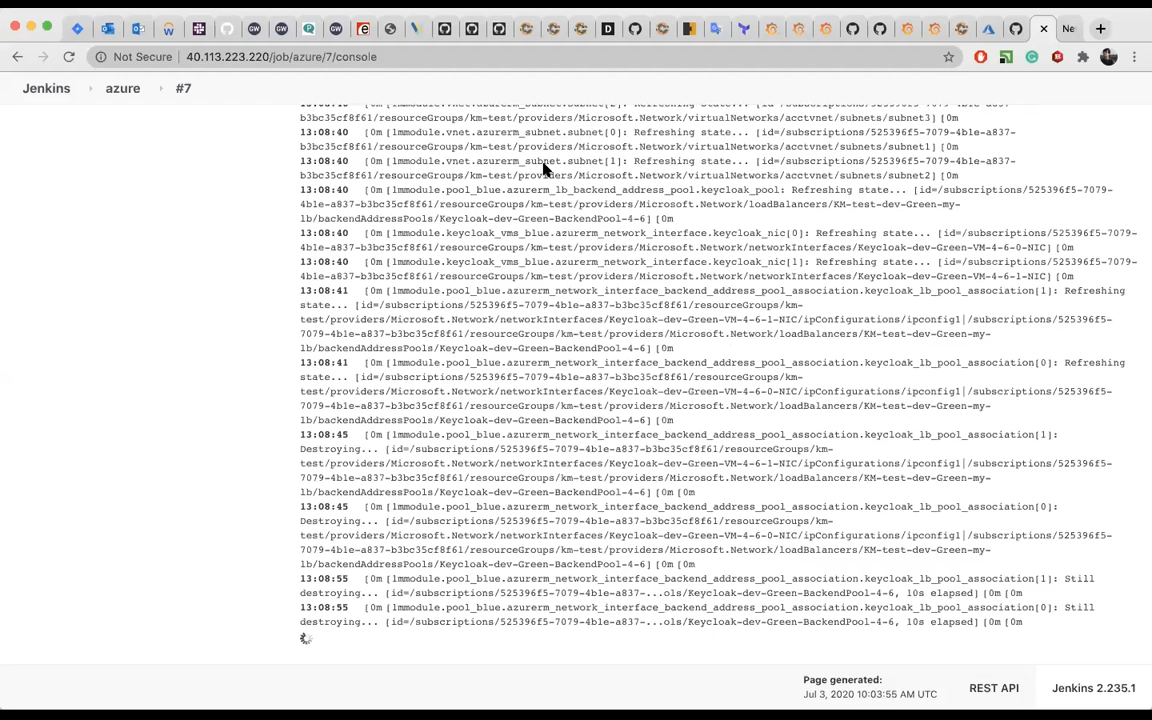 Ne
Not Secure | 40.113.223.220/job/azure/7/console
Jenkins azure #7
b3bc35cf8f61/resourceGroups/km-test/providers/Microsoft.Network/virtualNetworks/acctvnet/subnets/subnet3] [0m
13:08:40 [0m [1mmodule.vnet.azurerm_subnet.subnet[0]: Refreshing state... [id=/subscriptions/525396f5-7079-4b1e-a837-
b3bc35cf8f61/resourceGroups/km-test/providers/Microsoft.Network/virtualNetworks/acctvnet/subnets/subnet1] [0m
13:08:40 [0m [1mmodule.vnet.azurerm_subnet.subnet[1]: Refreshing state... [id=/subscriptions/525396f5-7079-4b1e-a837-
b3bc35cf8f61/resourceGroups/km-test/providers/Microsoft.Network/virtualNetworks/acctvnet/subnets/subnet2] [0m
13:08:40 [0m [1mmodule.pool_blue.azurerm_lb_backend_address_pool.keycloak_pool: Refreshing state... [id=/subscriptions/525396f5-7079-
4b1e-a837-b3bc35cf8f61/resourceGroups/km-test/providers/Microsoft.Network/loadBalancers/KM-test-dev-Green-my-
lb/backendAddressPools/Keycloak-dev-Green-BackendPool-4-6] [0m
13:08:40 [0m [1mmodule.keycloak_vms_blue.azurerm_network_interface.keycloak_nic[0]: Refreshing state... [id=/subscriptions/525396f5-7079-
4b1e-a837-b3bc35cf8f61/resourceGroups/km-test/providers/Microsoft.Network/networkInterfaces/Keycloak-dev-Green-VM-4-6-0-NIC] [0m
13:08:40 [0m [1mmodule.keycloak_vms_blue.azurerm_network_interface.keycloak_nic[1]: Refreshing state... [id=/subscriptions/525396f5-7079-
4b1e-a837-b3bc35cf8f61/resourceGroups/km-test/providers/Microsoft.Network/networkInterfaces/Keycloak-dev-Green-VM-4-6-1-NIC] [0m
13:08:41 [0m [1mmodule.pool_blue.azurerm_network_interface_backend_address_pool_association.keycloak_lb_pool_association[1]: Refreshing
state... [id=/subscriptions/525396f5-7079-4b1e-a837-b3bc35cf8f61/resourceGroups/km-
test/providers/Microsoft.Network/networkInterfaces/Keycloak-dev-Green-VM-4-6-1-NIC/ipConfigurations/ipconfig1|/subscriptions/525396f5-
7079-4b1e-a837-b3bc35cf8f61/resourceGroups/km-test/providers/Microsoft.Network/loadBalancers/KM-test-dev-Green-my-
lb/backendAddressPools/Keycloak-dev-Green-BackendPool-4-6] [0m
13:08:41 [0m [1mmodule.pool_blue.azurerm_network_interface_backend_address_pool_association.keycloak_lb_pool_association[0]: Refreshing
state... [id=/subscriptions/525396f5-7079-4b1e-a837-b3bc35cf8f61/resourceGroups/km-
test/providers/Microsoft.Network/networkInterfaces/Keycloak-dev-Green-VM-4-6-0-NIC/ipConfigurations/ipconfig1|/subscriptions/525396f5-
7079-4b1e-a837-b3bc35cf8f61/resourceGroups/km-test/providers/Microsoft.Network/loadBalancers/KM-test-dev-Green-my-
lb/backendAddressPools/Keycloak-dev-Green-BackendPool-4-6] [0m
13:08:45 [0m [1mmodule.pool_blue.azurerm_network_interface_backend_address_pool_association.keycloak_lb_pool_association[1]:
Destroying... [id=/subscriptions/525396f5-7079-4b1e-a837-b3bc35cf8f61/resourceGroups/km-
test/providers/Microsoft.Network/networkInterfaces/Keycloak-dev-Green-VM-4-6-1-NIC/ipConfigurations/ipconfig1|/subscriptions/525396f5-
7079-4b1e-a837-b3bc35cf8f61/resourceGroups/km-test/providers/Microsoft.Network/loadBalancers/KM-test-dev-Green-my-
lb/backendAddressPools/Keycloak-dev-Green-BackendPool-4-6] [0m [0m
13:08:45 [0m [1mmodule.pool_blue.azurerm_network_interface_backend_address_pool_association.keycloak_lb_pool_association[0]:
Destroying... [id=/subscriptions/525396f5-7079-4b1e-a837-b3bc35cf8f61/resourceGroups/km-
test/providers/Microsoft.Network/networkInterfaces/Keycloak-dev-Green-VM-4-6-0-NIC/ipConfigurations/ipconfig1|/subscriptions/525396f5-
7079-4b1e-a837-b3bc35cf8f61/resourceGroups/km-test/providers/Microsoft.Network/loadBalancers/KM-test-dev-Green-my-
lb/backendAddressPools/Keycloak-dev-Green-BackendPool-4-6] [0m [0m
13:08:55 [0m [1mmodule.pool_blue.azurerm_network_interface_backend_address_pool_association.keycloak_lb_pool_association[1]: Still
destroying... [id=/subscriptions/525396f5-7079-4b1e-a837-...ols/Keycloak-dev-Green-BackendPool-4-6, 10s elapsed] [0m [0m
13:08:55 [0m [1mmodule.pool_blue.azurerm_network_interface_backend_address_pool_association.keycloak_lb_pool_association[0]: Still
destroying... [id=/subscriptions/525396f5-7079-4b1e-a837-...ols/Keycloak-dev-Green-BackendPool-4-6, 10s elapsed] [0m [0m
Page generated:
Jul 3, 2020 10:03:55 AM UTC
REST API
Jenkins 2.235.1